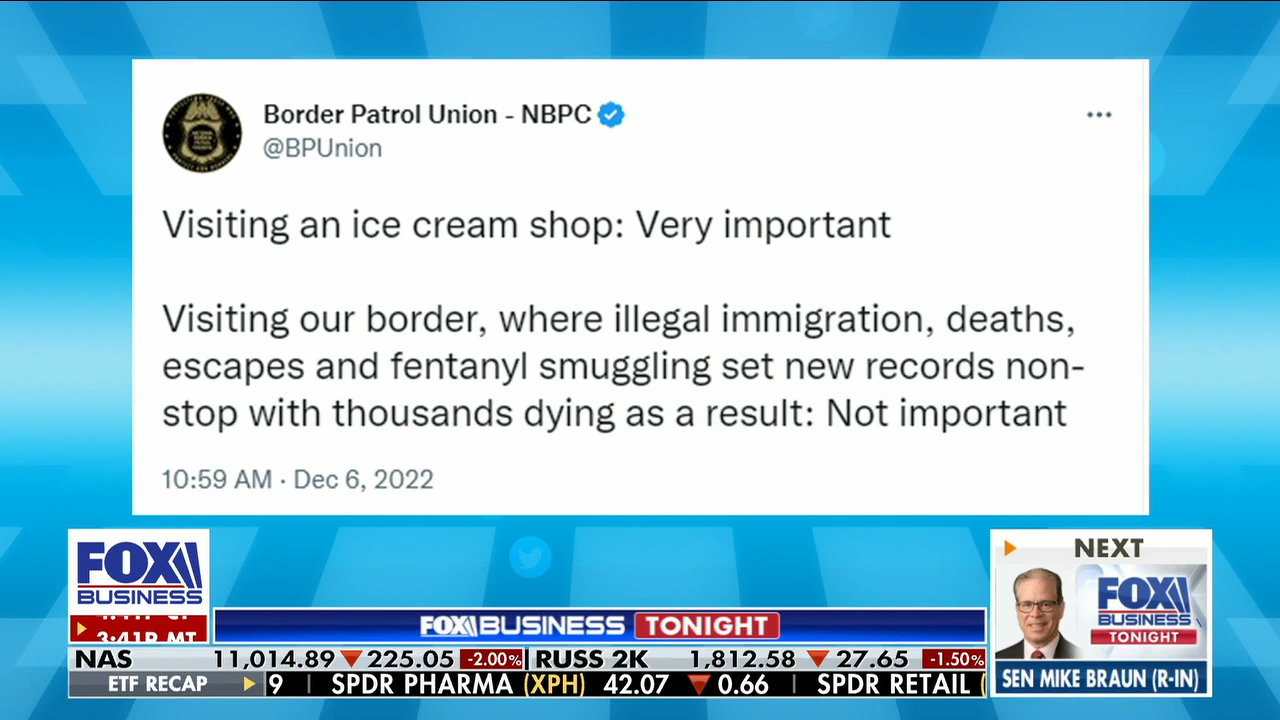 Border Patrol Union - NBPC
@BPUnion
Visiting an ice cream shop: Very important
Visiting our border, where illegal immigration, deaths,
escapes and fentanyl smuggling set new records non-
stop with thousands dying as a result: Not important
10:59 AM · Dec 6, 2022
FOX
BUSINESS
3:41P MT
FOX BUSINESS TONIGHT
NEXT
FOX
BUSINESS
TONIGHT
SEN MIKE BRAUN (R-IN)
NAS 11,014.89 ▼ 225.05 -2.00% RUSS 2K 1,812.58 ▼ 27.65 -1.50%
ETF RECAP 9 | SPDR PHARMA (XPH) 42.07 ▼ 0.66 | SPDR RETAIL (